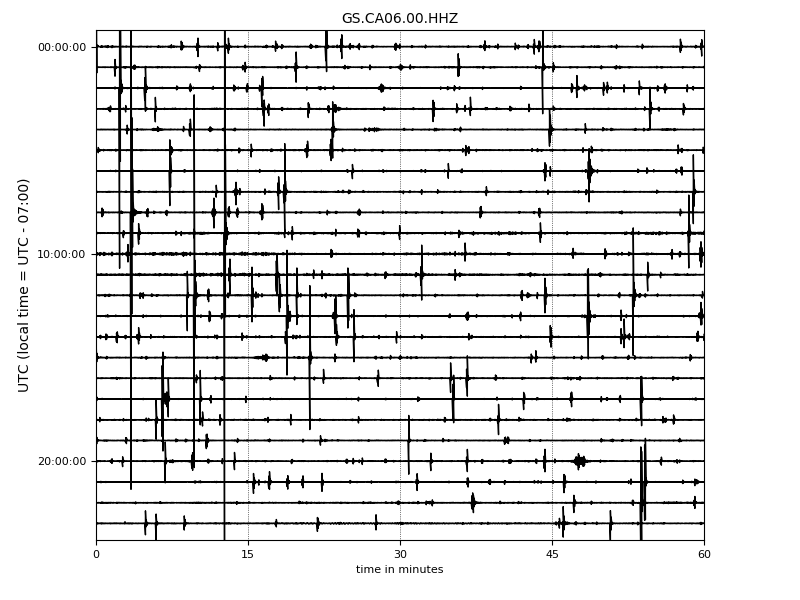 GS.CA06.00.HHZ
00:00:00
10:00:00
20:00:00
UTC (local time = UTC - 07:00)
0 15 30 45 60
time in minutes